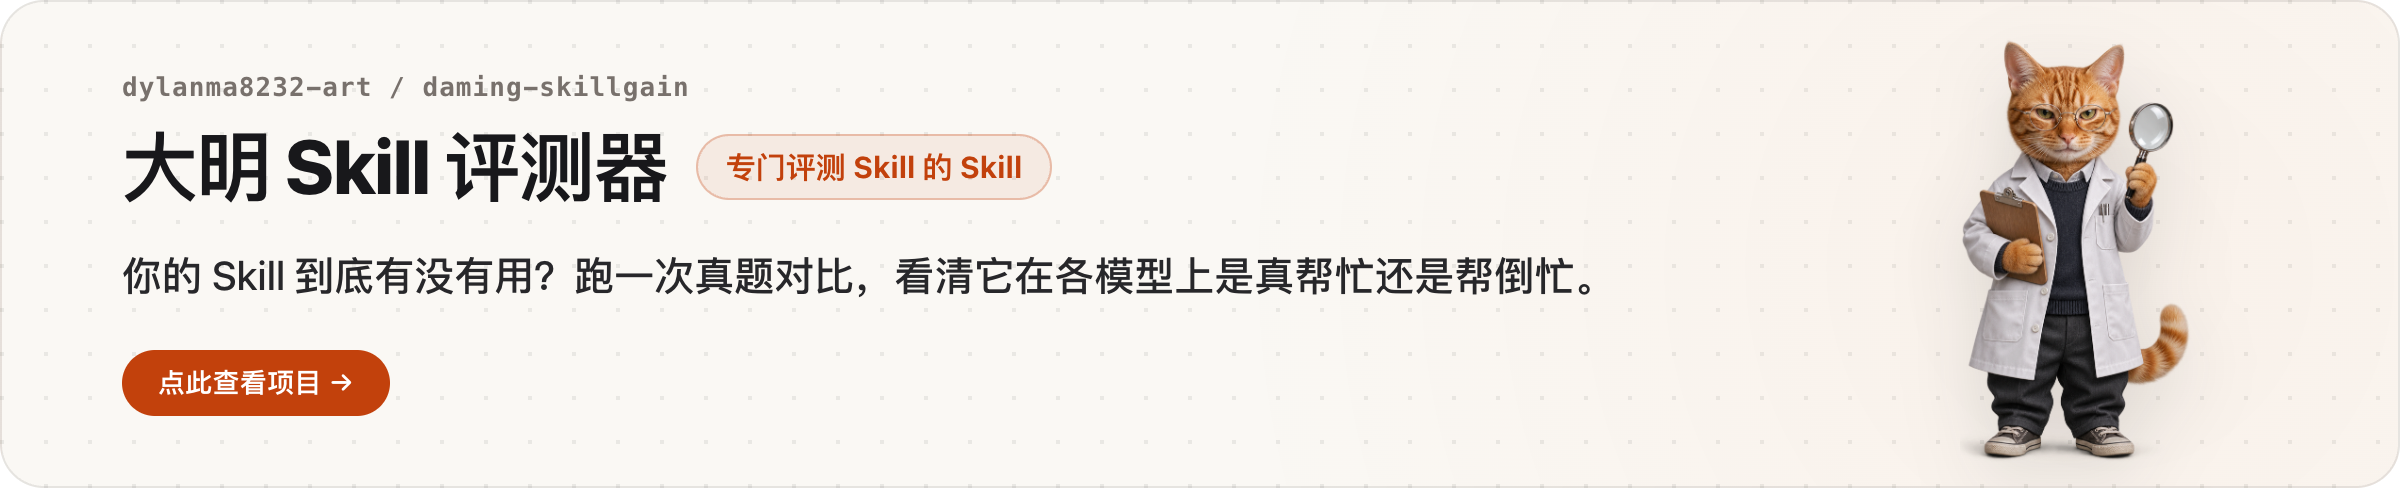 dylanma8232-art / daming-skillgain
大明 Skill 评测器
专门评测 Skill 的 Skill
你的 Skill 到底有没有用？跑一次真题对比，看清它在各模型上是真帮忙还是帮倒忙。
点此查看项目 →